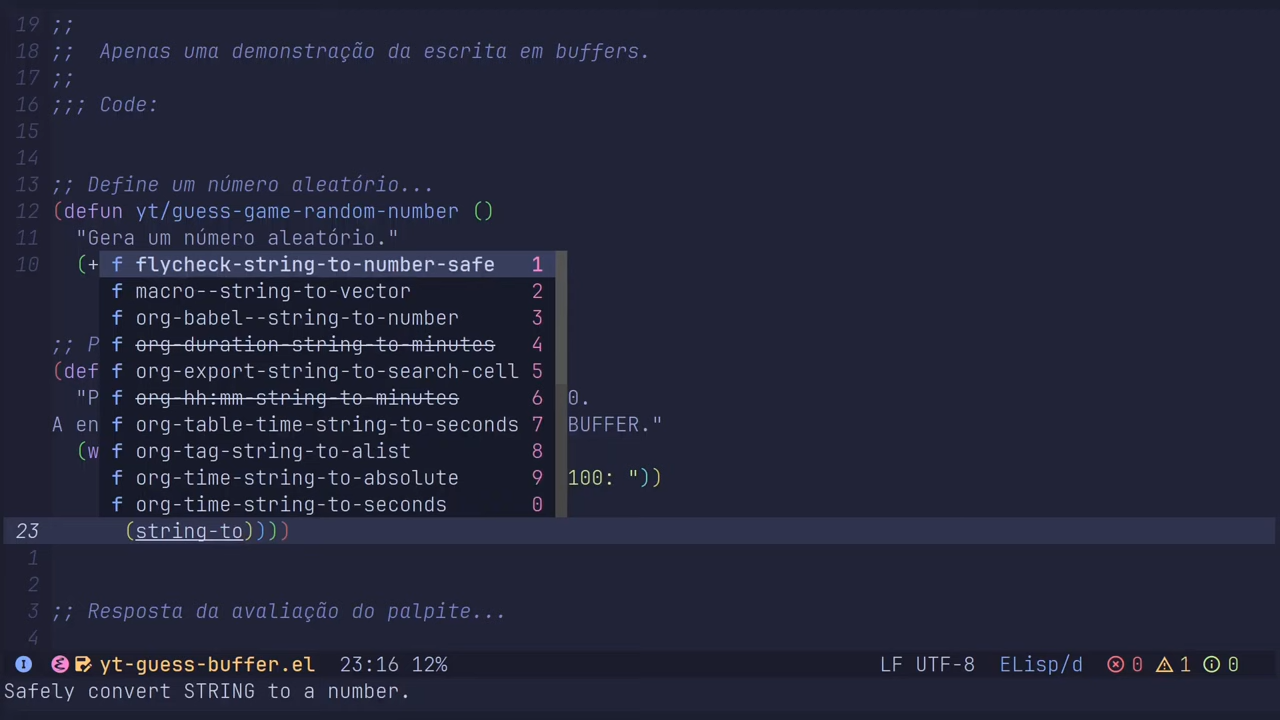 19 ;;
18 ;; Apenas uma demonstração da escrita em buffers.
17 ;;
16 ;;; Code:
15
14
13 ;; Define um número aleatório...
12 (defun yt/guess-game-random-number ()
11 "Gera um número aleatório."
10 (+ f flycheck-string-to-number-safe 1
f macro--string-to-vector 2
f org-babel--string-to-number 3
;; P f org-duration-string-to-minutes 4
(def f org-export-string-to-search-cell 5
"P f org-hh:mm-string-to-minutes 6 0.
A en f org-table-time-string-to-seconds 7 BUFFER."
(w f org-tag-string-to-alist 8
f org-time-string-to-absolute 9 100: "))
f org-time-string-to-seconds 0
23 (string-to))))
1
2
3 ;; Resposta da avaliação do palpite...
4
I yt-guess-buffer.el 23:16 12% LF UTF-8 ELisp/d 0 1 0
Safely convert STRING to a number.